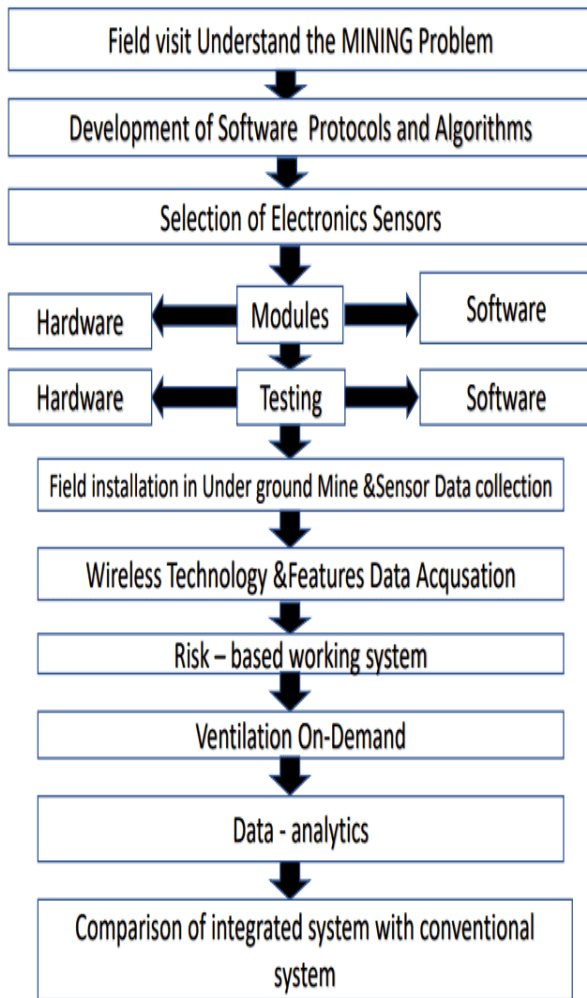 Field visit Understand the MINING Problem
Development of Software Protocols and Algorithms
Selection of Electronics Sensors
Hardware
Modules
Software
Hardware
Testing
Software
Field installation in Under ground Mine &Sensor Data collection
Wireless Technology &Features Data Acqusation
Risk – based working system
Ventilation On-Demand
Data - analytics
Comparison of integrated system with conventional
system